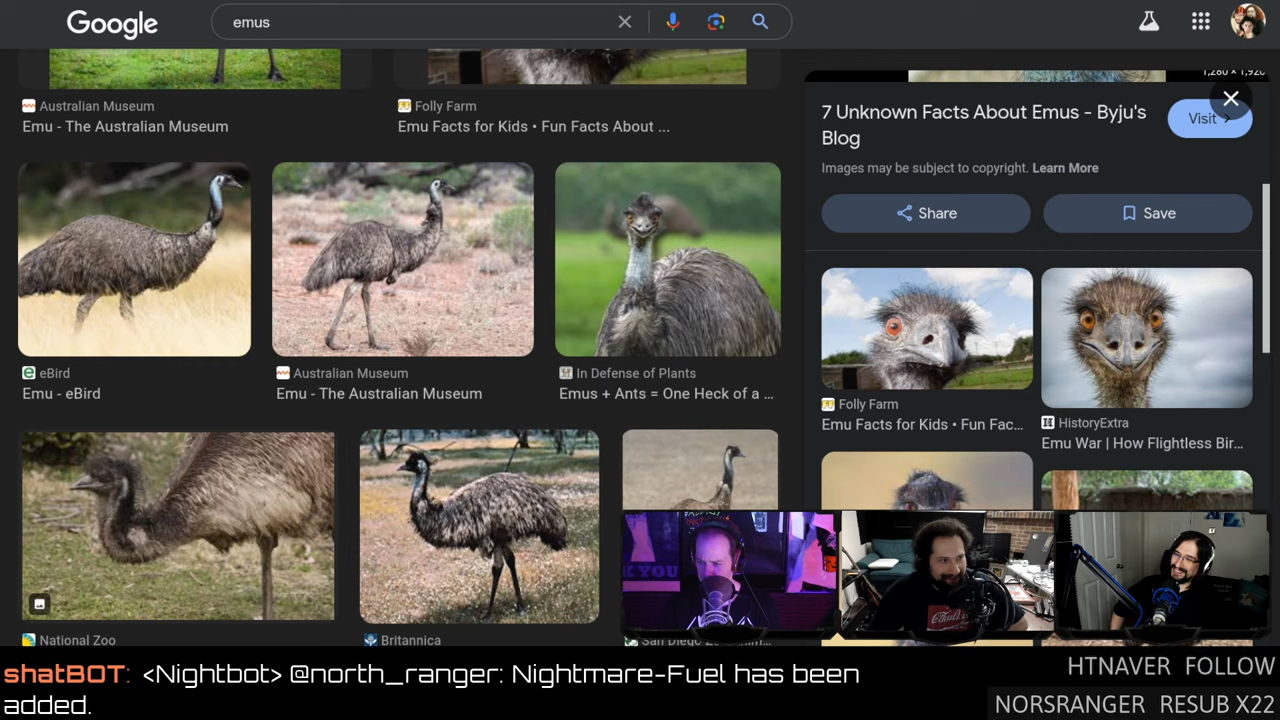 Google
emus
Australian Museum
Emu - The Australian Museum
Folly Farm
Emu Facts for Kids • Fun Facts About ...
7 Unknown Facts About Emus - Byju's
Blog
Visit
Images may be subject to copyright. Learn More
Share
Save
eBird
Emu - eBird
Australian Museum
Emu - The Australian Museum
In Defense of Plants
Emus + Ants = One Heck of a ...
Folly Farm
Emu Facts for Kids • Fun Fac...
HistoryExtra
Emu War | How Flightless Bir...
National Zoo
Britannica
shatBOT: <Nightbot> @north_ranger: Nightmare-Fuel has been
added.
HTNAVER FOLLOW
NORSRANGER RESUB X22